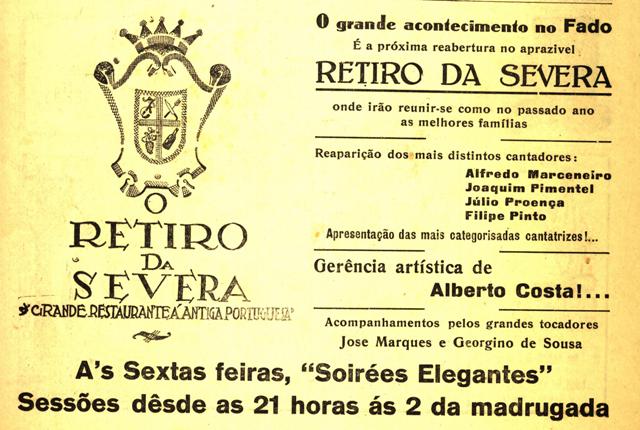 O
RETIRO
DA
SEVERA
GRANDE RESTAURANTE Á ANTIGA PORTUGUESA
O grande acontecimento no Fado
É a próxima reabertura no aprazivel
RETIRO DA SEVERA
onde irão reunir-se como no passado ano
as melhores famílias
Reaparição dos mais distintos cantadores:
Alfredo Marceneiro
Joaquim Pimentel
Júlio Proença
Filipe Pinto
Apresentação das mais categorisadas cantatrizes!...
Gerência artística de
Alberto Costa!...
Acompanhamentos pelos grandes tocadores
Jose Marques e Georgino de Sousa
A's Sextas feiras, "Soirées Elegantes"
Sessões dêsde as 21 horas ás 2 da madrugada